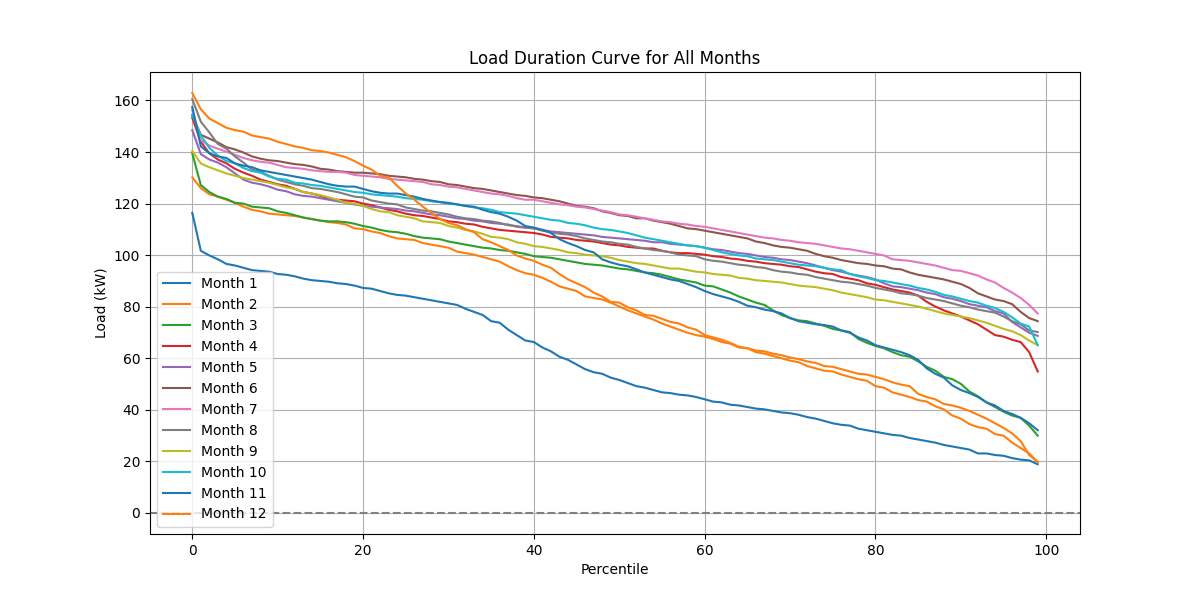 Load Duration Curve for All Months
Load (kW)
160
140
120
100
80
60
40
20
0
Month 1
Month 2
Month 3
Month 4
Month 5
Month 6
Month 7
Month 8
Month 9
Month 10
Month 11
Month 12
0 20 40 60 80 100
Percentile